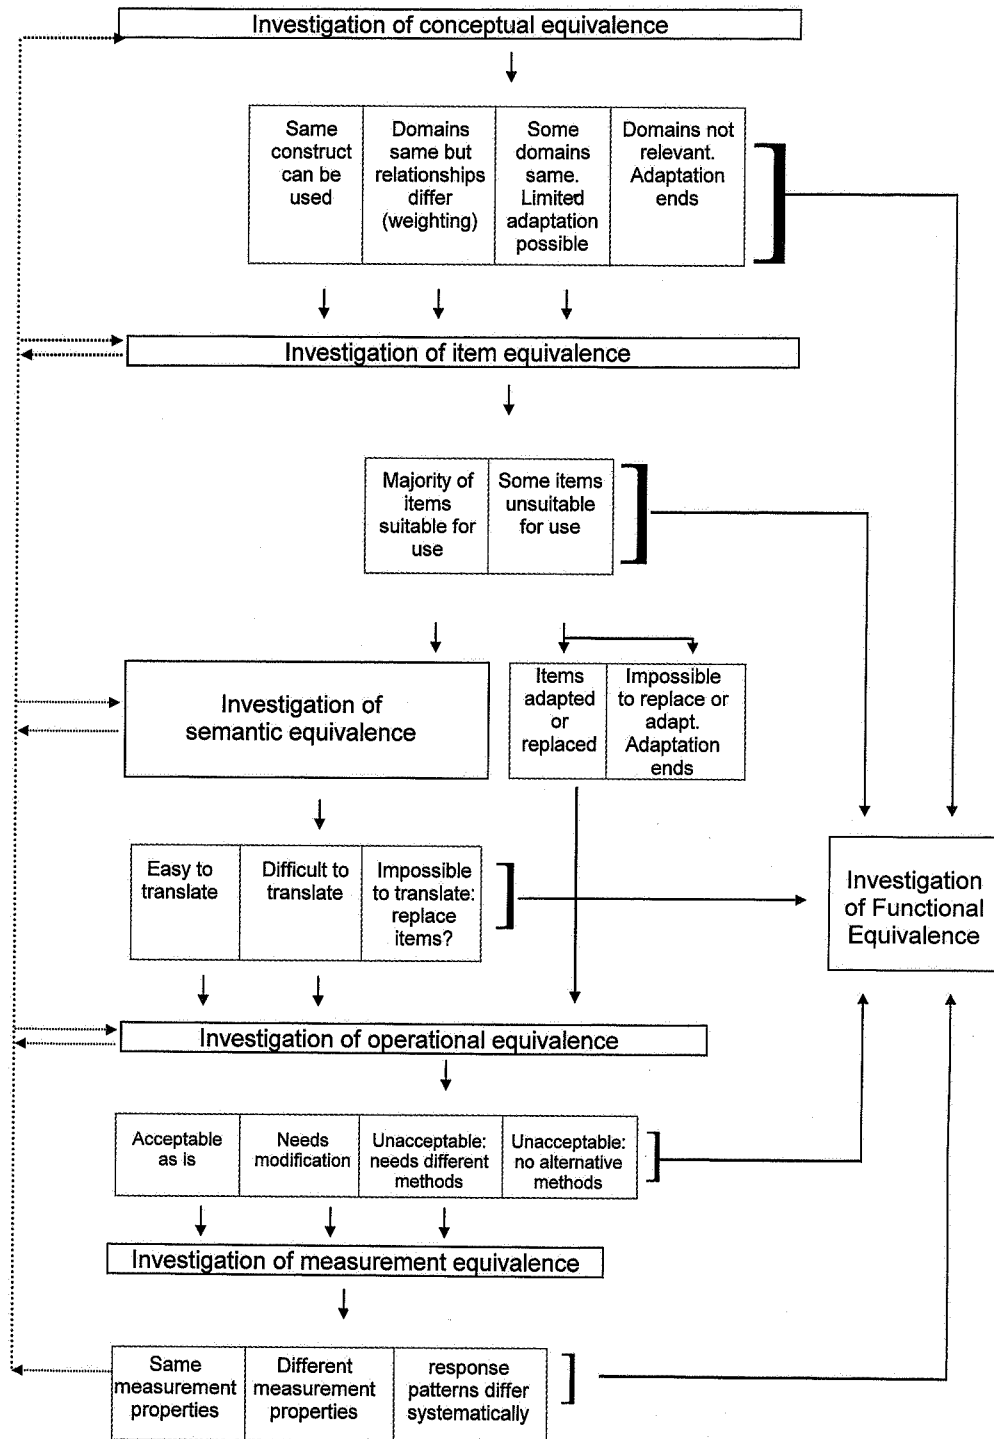 Investigation of conceptual equivalence
Same
construct
can be
used
Domains
same but
relationships
differ
(weighting)
Some
domains
same.
Limited
adaptation
possible
Domains not
relevant.
Adaptation
ends
Investigation of item equivalence
Majority of
items
suitable for
use
Some items
unsuitable
for use
Investigation of
semantic equivalence
Items
adapted
or
replaced
Impossible
to replace or
adapt.
Adaptation
ends
Easy to
translate
Difficult to
translate
Impossible
to translate:
replace
items?
Investigation
of Functional
Equivalence
Investigation of operational equivalence
Acceptable
as is
Needs
modification
Unacceptable:
needs different
methods
Unacceptable:
no alternative
methods
Investigation of measurement equivalence
Same
measurement
properties
Different
measurement
properties
response
patterns differ
systematically